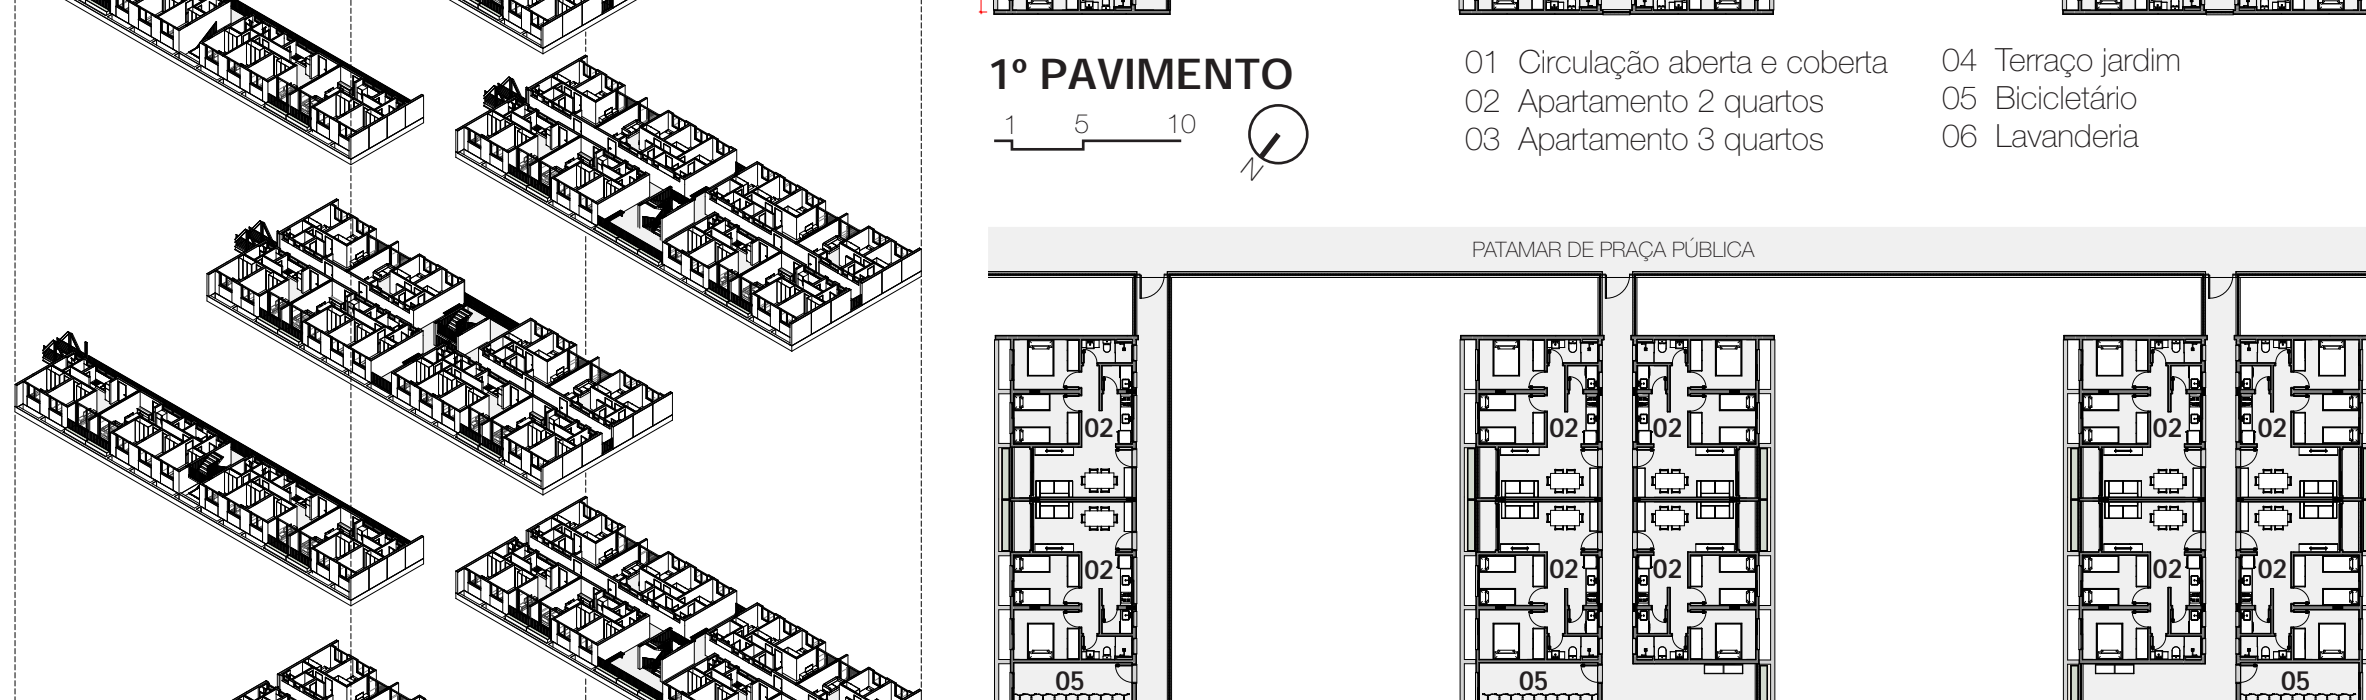 1º PAVIMENTO
1 5 10
N
01 Circulação aberta e coberta
02 Apartamento 2 quartos
03 Apartamento 3 quartos
04 Terraço jardim
05 Bicicletário
06 Lavanderia
PATAMAR DE PRAÇA PÚBLICA
02 02 02 02 02
02 02 02 02 02
05 05 05